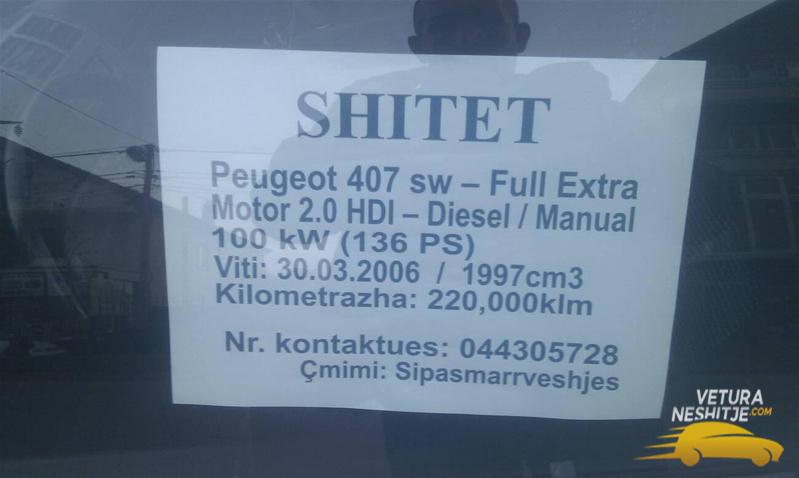 SHITET
Peugeot 407 sw – Full Extra
Motor 2.0 HDI – Diesel / Manual
100 kW (136 PS)
Viti: 30.03.2006 / 1997cm3
Kilometrazha: 220,000klm
Nr. kontaktues: 044305728
Çmimi: Sipasmarrveshjes
VETURA
NESHITJE.COM